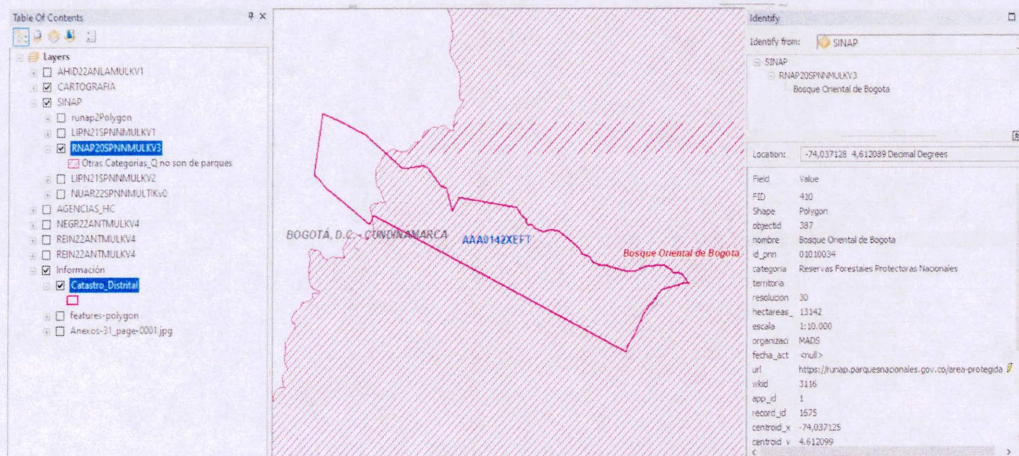 Table Of Contents
Layers
AHID22ANLAMULKV1
CARTOGRAFIA
SINAP
runap2Polygon
LIPN21SPNNMULKV1
RNAP20SPNNMULKV3
Otras Categorias_Q no son de parques
LIPN21SPNNMULKV2
NUAR22SPNNMULTIKv0
AGENCIAS_HC
NEGR22ANTMULKV4
REIN22ANTMULKV4
REIN22ANTMULKV4
Información
Catastro_Distrital
features-polygon
Anexos-31_page-0001.jpg
BOGOTÁ, D.C. - CUNDINAMARCA
AAA0142XEFT
Bosque Oriental de Bogota
Identify
Identify from: SINAP
SINAP
RNAP20SPNNMULKV3
Bosque Oriental de Bogota
Location: -74,037128 4,612089 Decimal Degrees
Field Value
FID 410
Shape Polygon
objectid 387
nombre Bosque Oriental de Bogota
id_pnn 01010034
categoria Reservas Forestales Protectoras Nacionales
territoria
resolucion 30
hectareas_ 13142
escala 1:10.000
organizaci MADS
fecha_act <null>
url https://runap.parquesnacionales.gov.co/area-protegida
wkid 3116
app_id 1
record_id 1675
centroid_x -74,037125
centroid_y 4,612099